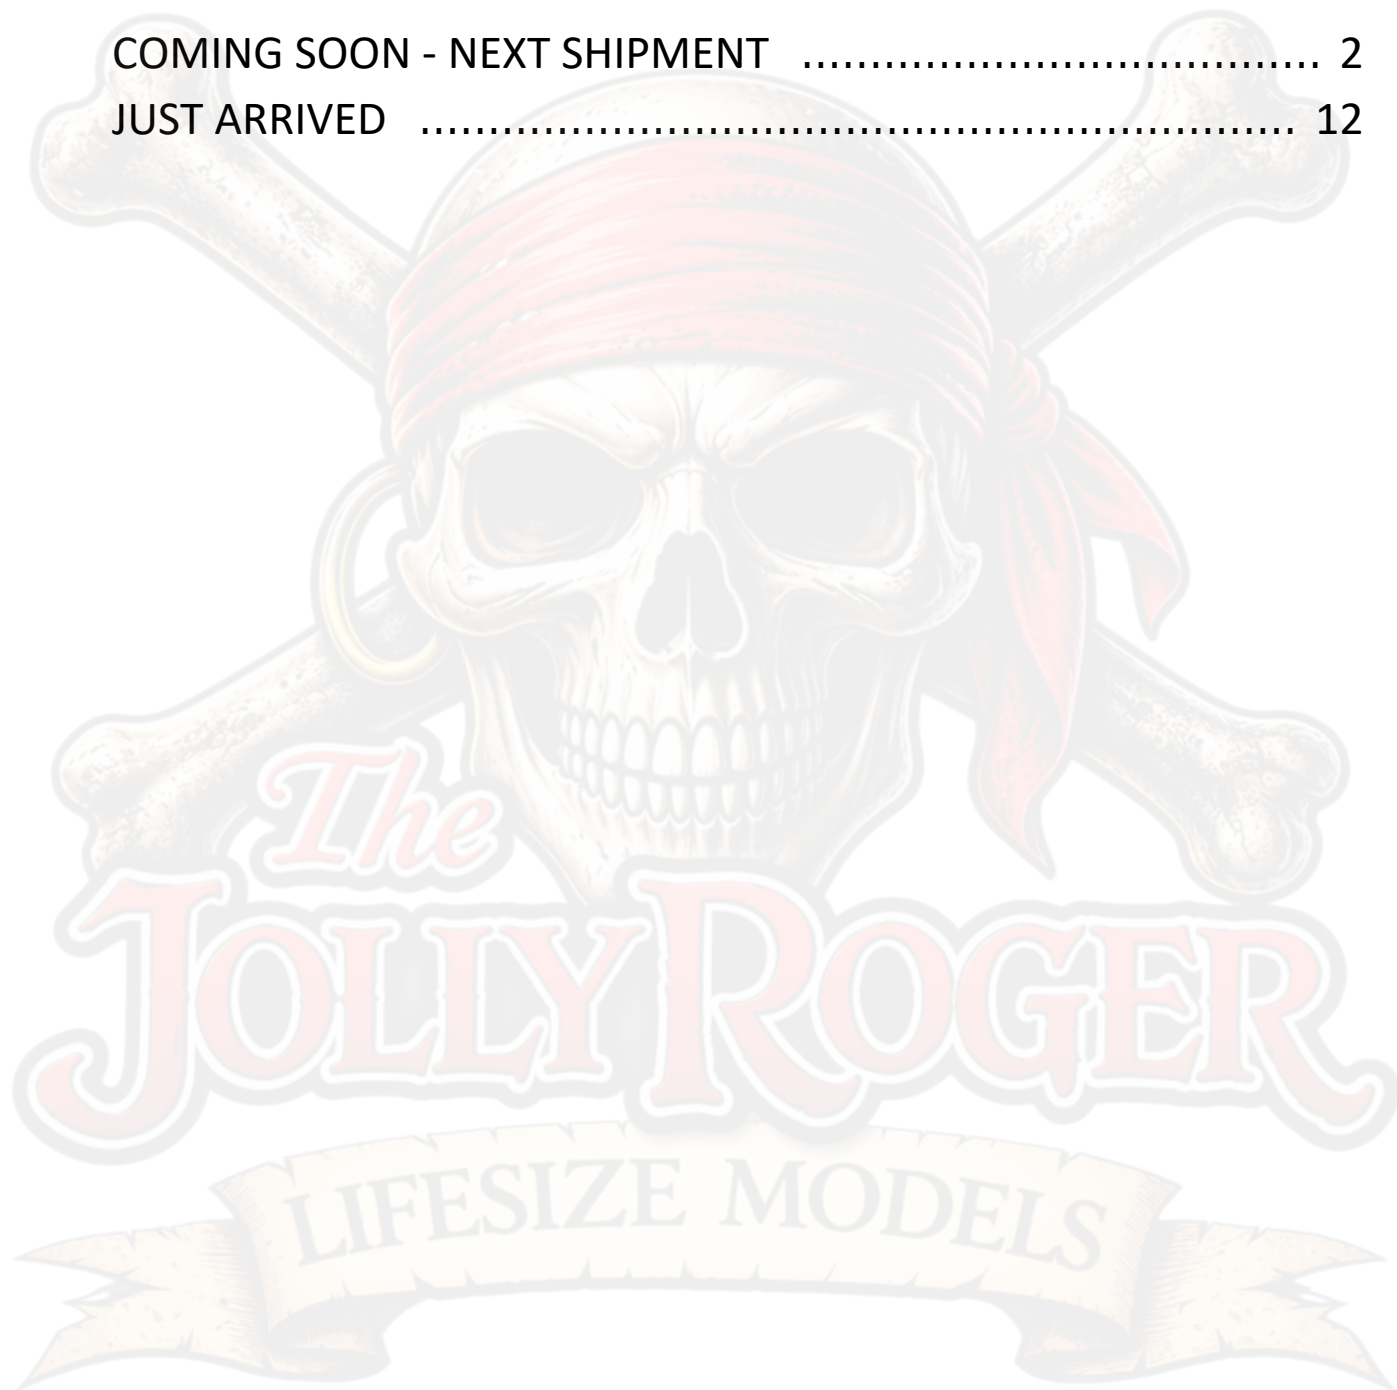 COMING SOON - NEXT SHIPMENT ...................................... 2
JUST ARRIVED ................................................................ 12
The
JOLLY ROGER
LIFESIZE MODELS